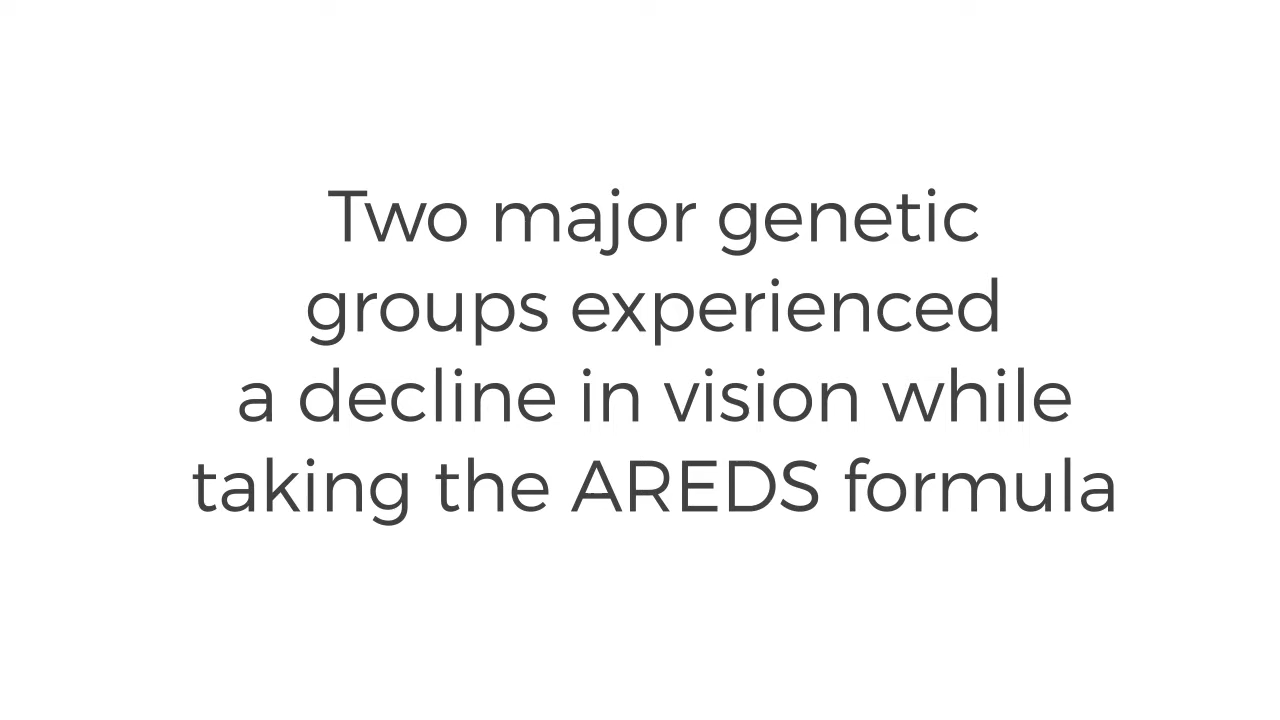 Two major genetic
groups experienced
a decline in vision while
taking the AREDS formula